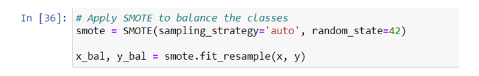 In [36]: # Apply SMOTE to balance the classes
smote = SMOTE(sampling_strategy='auto', random_state=42)
x_bal, y_bal = smote.fit_resample(x, y)